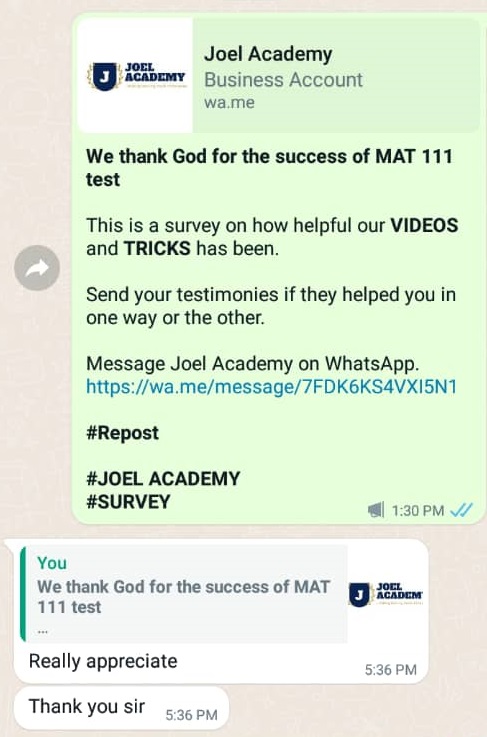 JOEL
ACADEMY
Joel Academy
Business Account
wa.me
We thank God for the success of MAT 111
test
This is a survey on how helpful our VIDEOS
and TRICKS has been.
Send your testimonies if they helped you in
one way or the other.
Message Joel Academy on WhatsApp.
https://wa.me/message/7FDK6KS4VXI5N1
#Repost
#JOEL ACADEMY
#SURVEY
1:30 PM
You
We thank God for the success of MAT
111 test
...
JOEL
ACADEM
Really appreciate
5:36 PM
Thank you sir
5:36 PM